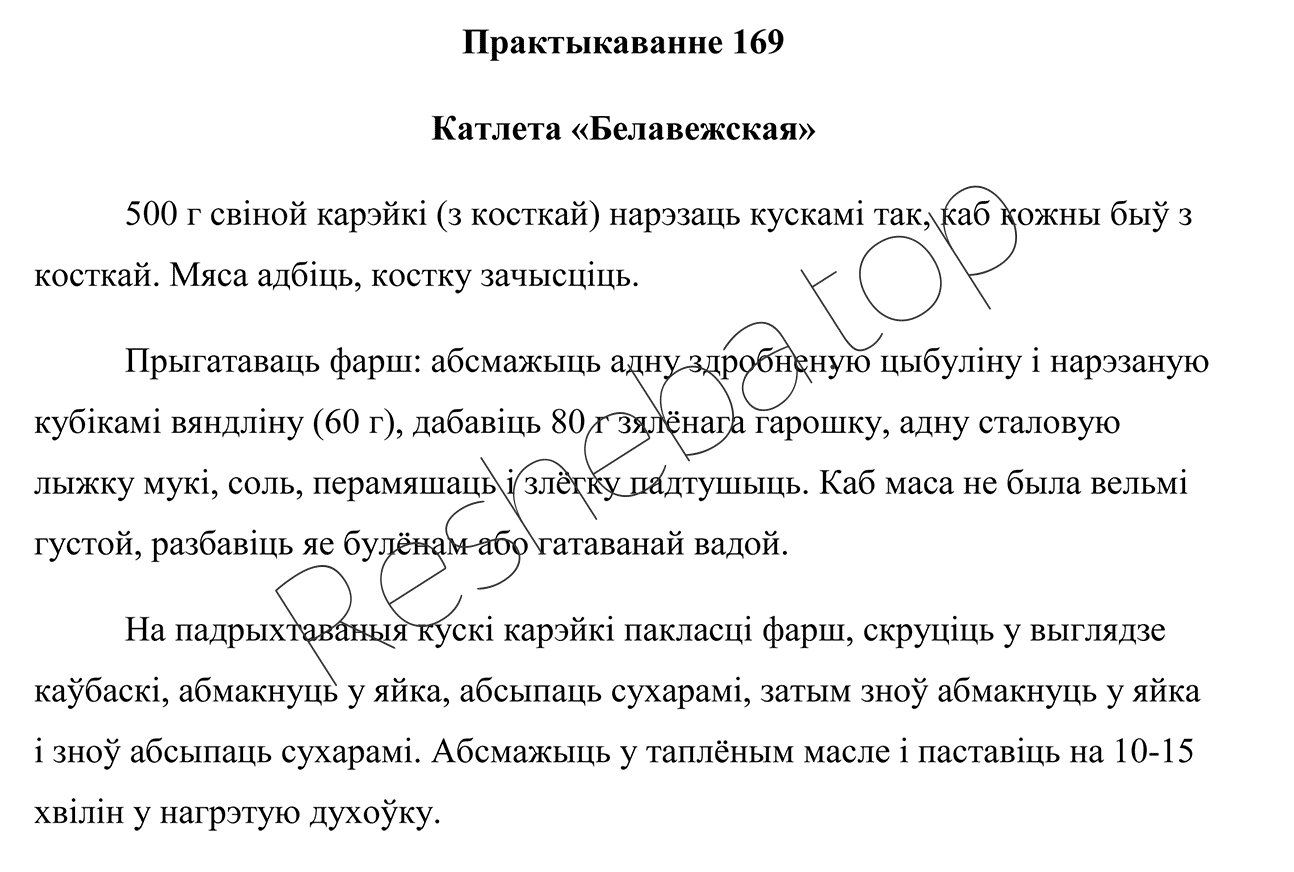 Практыкаванне 169
Катлета «Белавежская»
500 г свіной карэйкі (з косткай) нарэзаць кускамі так, каб кожны быў з
косткай. Мяса адбіць, костку зачысціць.
Прыгатаваць фарш: абсмажыць адну здробненую цыбуліну і нарэзаную
кубікамі вяндліну (60 г), дабавіць 80 г зялёнага гарошку, адну сталовую
лыжку мукі, соль, перамяшаць і злёгку падтушыць. Каб маса не была вельмі
густой, разбавіць яе булёнам або гатаванай вадой.
На падрыхтаваныя кускі карэйкі пакласці фарш, скруціць у выглядзе
каўбаскі, абмакнуць у яйка, абсыпаць сухарамі, затым зноў абмакнуць у яйка
і зноў абсыпаць сухарамі. Абсмажыць у таплёным масле і паставіць на 10-15
хвілін у нагрэтую духоўку.
Resheba.top